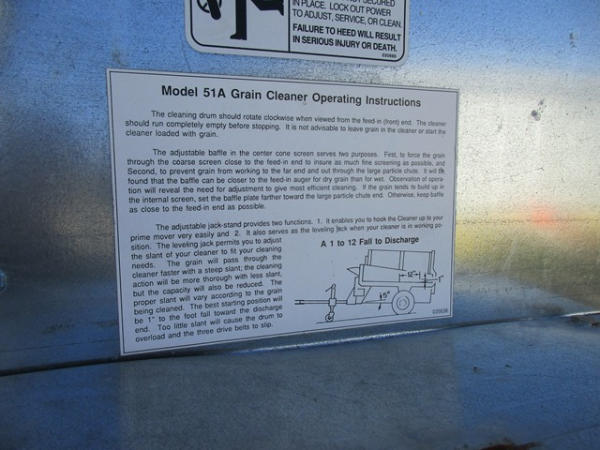 IN PLACE. LOCK OUT POWER
TO ADJUST, SERVICE, OR CLEAN.
FAILURE TO HEED WILL RESULT
IN SERIOUS INJURY OR DEATH.
Model 51A Grain Cleaner Operating Instructions
The cleaning drum should rotate clockwise when viewed from the feed-in (front) end. The cleaner
should run completely empty before stopping. It is not advisable to leave grain in the cleaner or start the
cleaner loaded with grain.
The adjustable baffle in the center cone screen serves two purposes. First, to force the grain
through the coarse screen close to the feed-in end to insure as much fine screening as possible, and
Second, to prevent grain from working to the far end and out through the large particle chute. It will be
found that the baffle can be closer to the feed-in auger for dry grain than for wet. Observation of opera-
tion will reveal the need for adjustment to give most efficient cleaning. If the grain tends to build up in
the internal screen, set the baffle plate farther toward the large particle chute end. Otherwise, keep baffle
as close to the feed-in end as possible.
The adjustable jack-stand provides two functions. 1. It enables you to hook the Cleaner up to your
prime mover very easily and 2. It also serves as the leveling jack when your cleaner is in working po-
sition. The leveling jack permits you to adjust
the slant of your cleaner to fit your cleaning
needs. The grain will pass through the
cleaner faster with a steep slant; the cleaning
action will be more thorough with less slant,
but the capacity will also be reduced. The
proper slant will vary according to the grain
being cleaned. The best starting position will
be 1" to the foot fall toward the discharge
end. Too little slant will cause the drum to
overload and the three drive belts to slip.
A 1 to 12 Fall to Discharge
12"
1"
5°